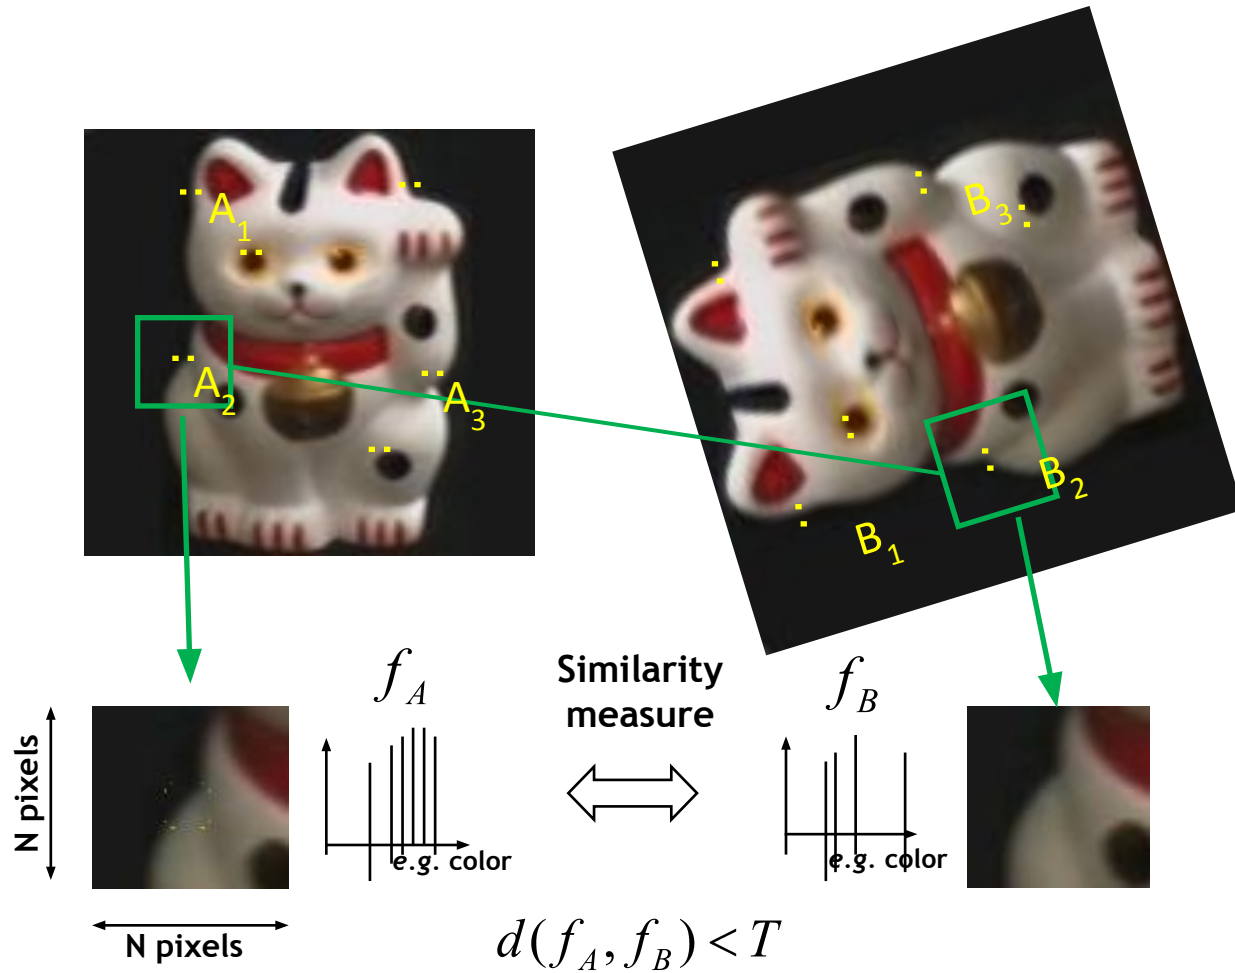 A1
A2
A3
B3
B2
B1
fA
Similarity
measure
fB
N pixels
e.g. color
e.g. color
N pixels
d(fA, fB) < T